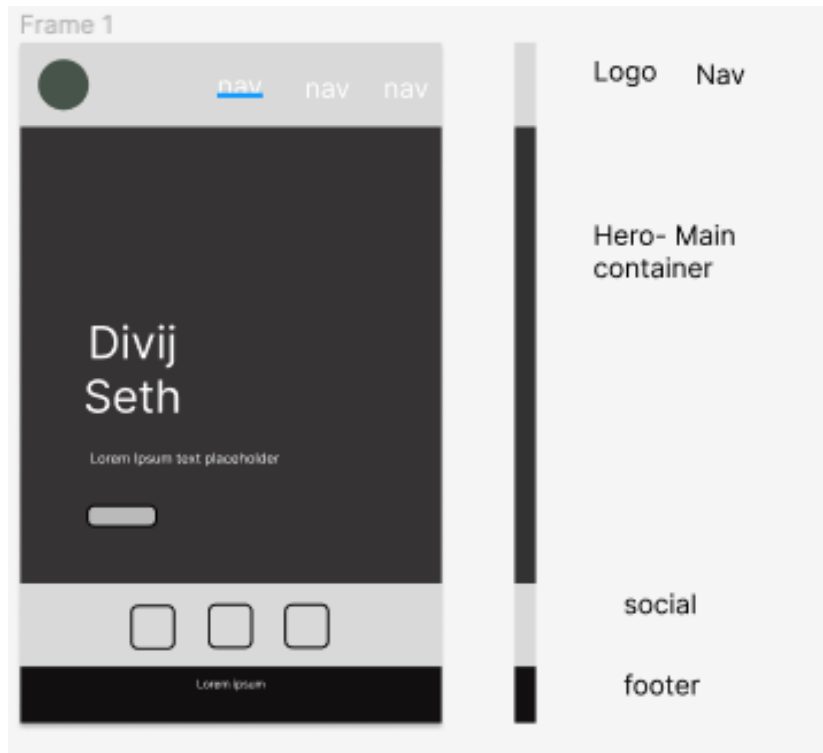 Frame 1
nav nav nav
Logo Nav
Hero- Main
container
Divij
Seth
Lorem Ipsum text placeholder
social
Lorem Ipsum
footer